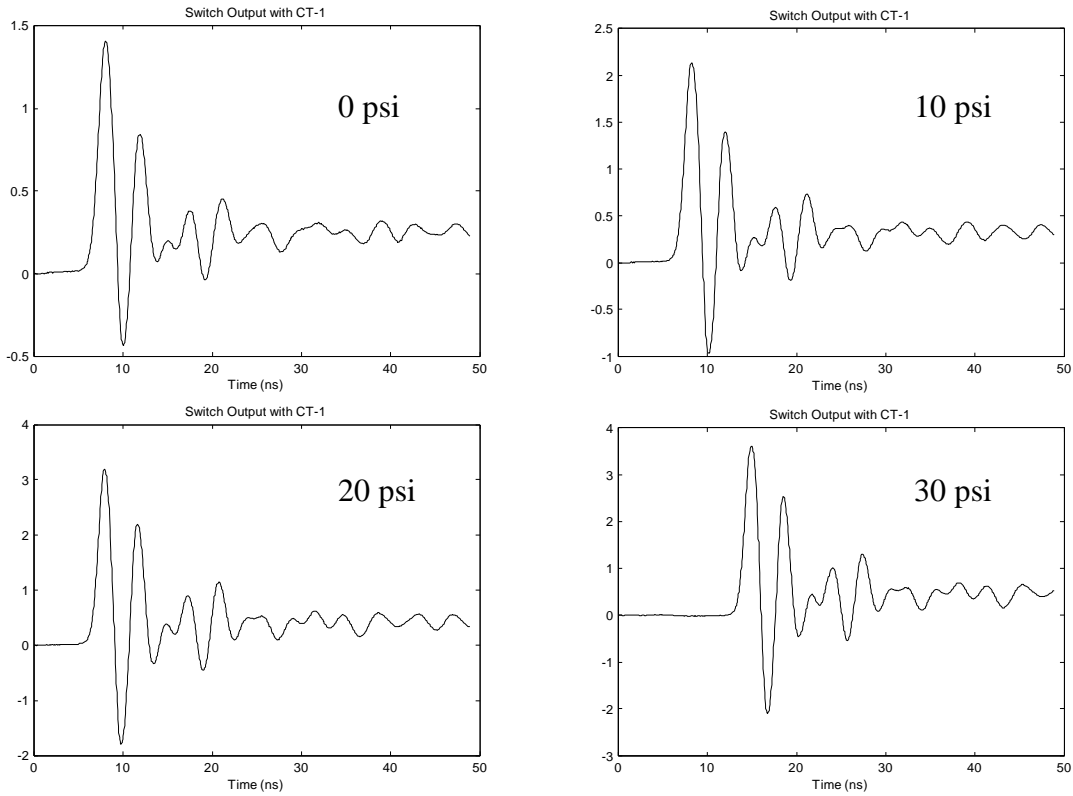 Switch Output with CT-1
1.5
1
0.5
0
-0.5
0 psi
0 10 20 30 40 50
Time (ns)
Switch Output with CT-1
2.5
2
1.5
1
0.5
0
-0.5
-1
10 psi
0 10 20 30 40 50
Time (ns)
Switch Output with CT-1
4
3
2
1
0
-1
-2
20 psi
0 10 20 30 40 50
Time (ns)
Switch Output with CT-1
4
3
2
1
0
-1
-2
-3
30 psi
0 10 20 30 40 50
Time (ns)